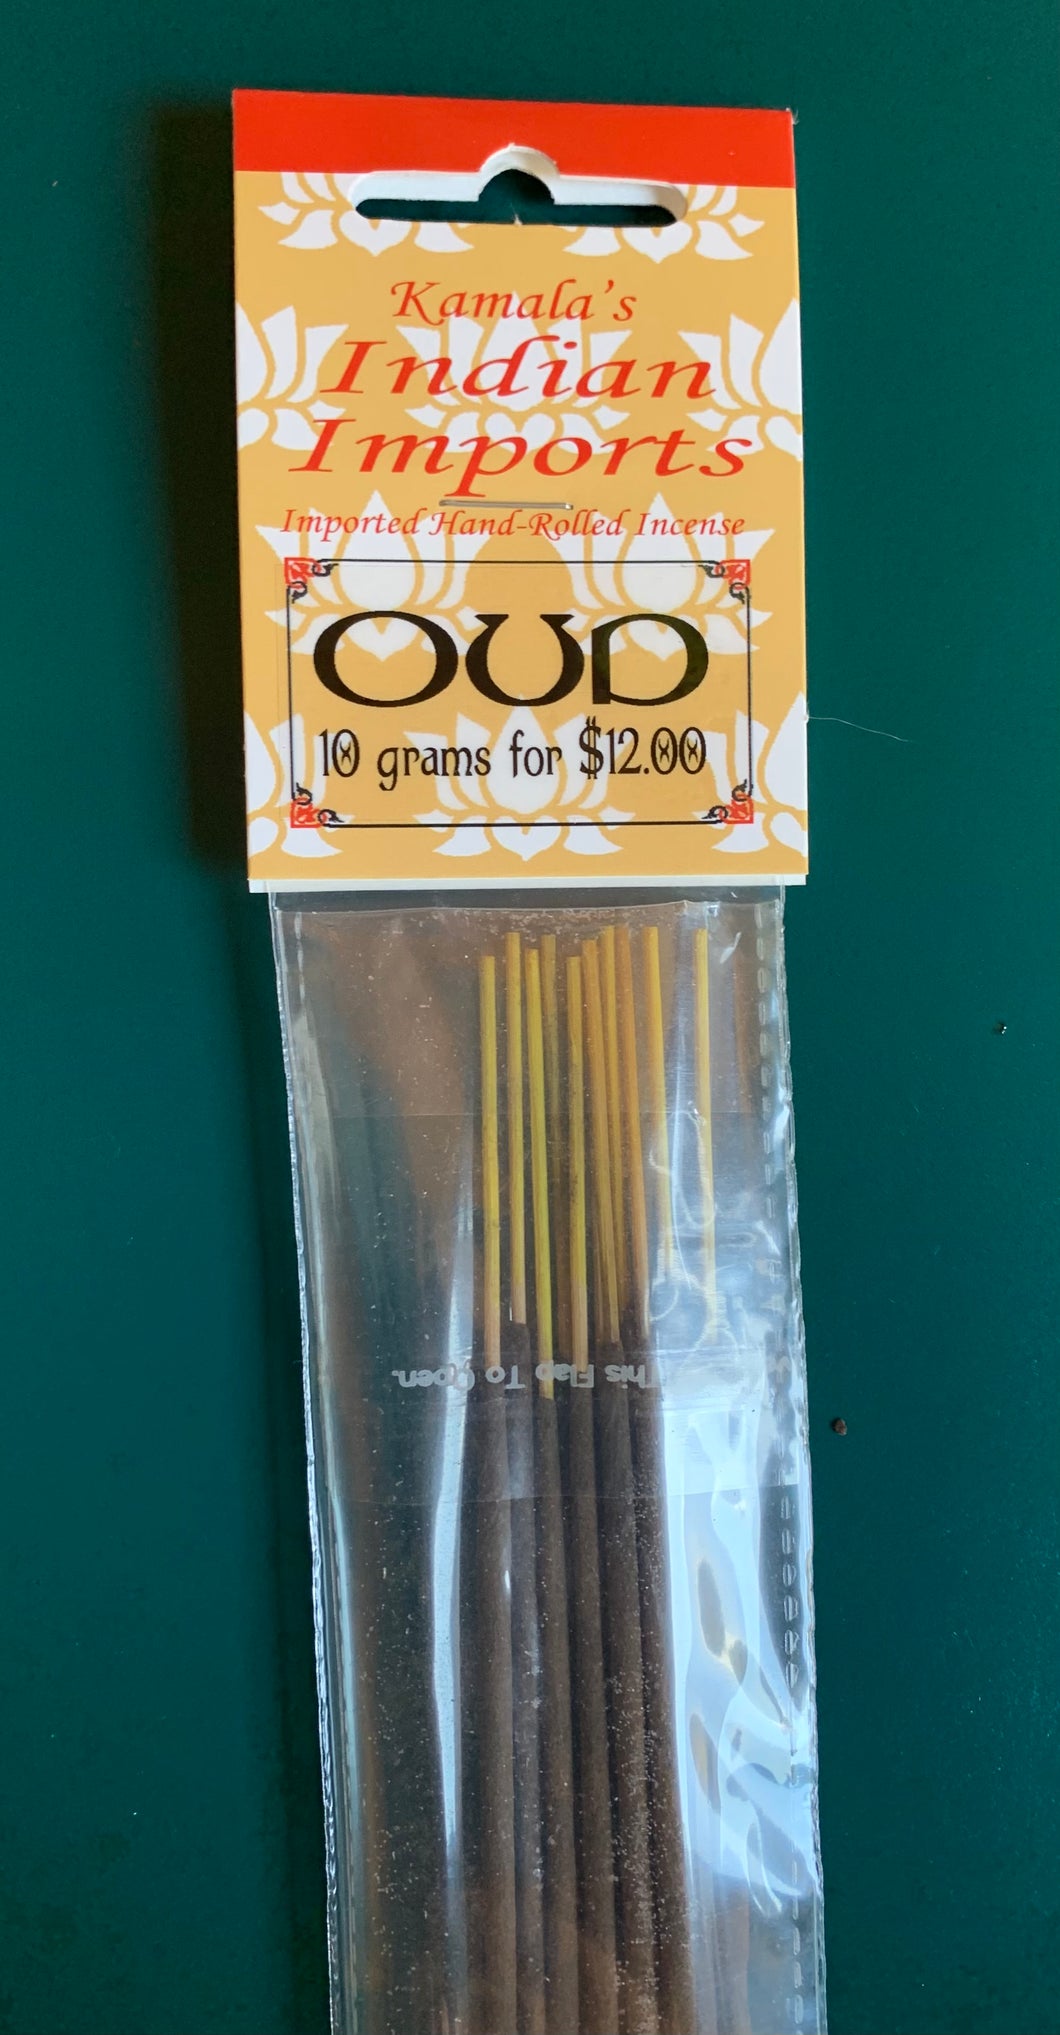 Kamala's
Indian
Imports
Imported Hand-Rolled Incense
OUD
10 grams for $12.00
This Flap To Open.